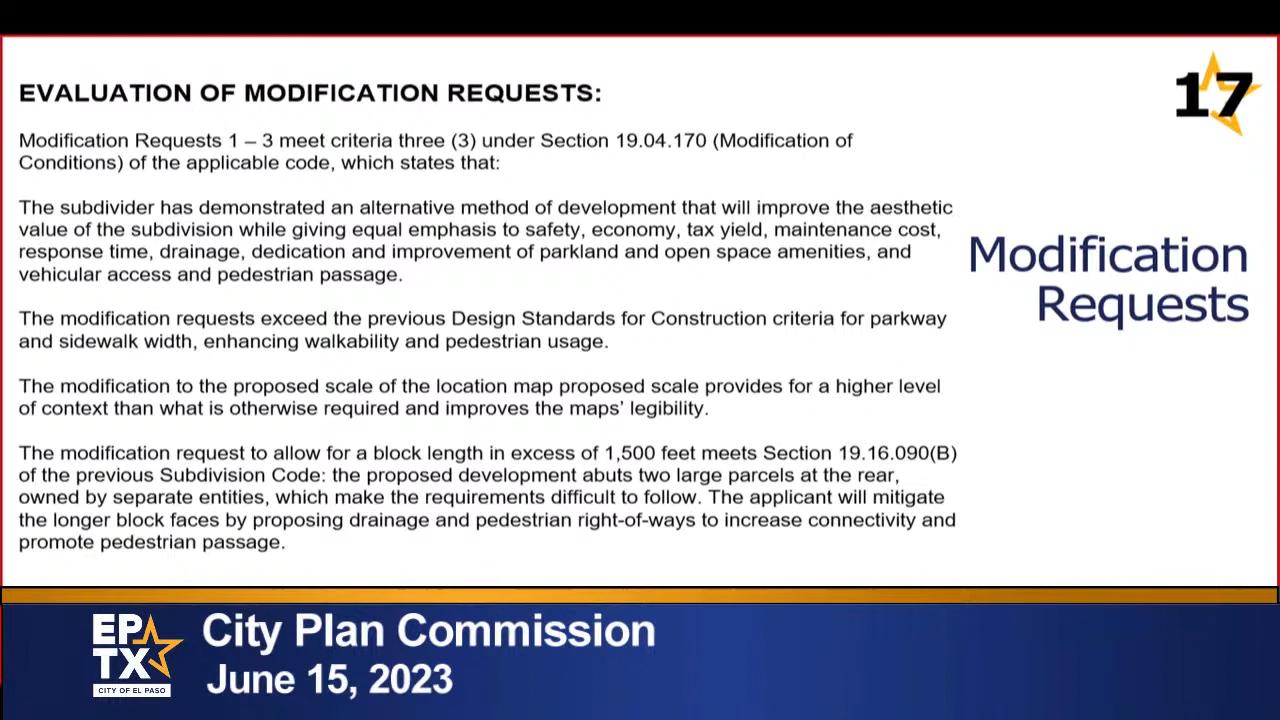 EVALUATION OF MODIFICATION REQUESTS:
17
Modification Requests 1 – 3 meet criteria three (3) under Section 19.04.170 (Modification of
Conditions) of the applicable code, which states that:
The subdivider has demonstrated an alternative method of development that will improve the aesthetic
value of the subdivision while giving equal emphasis to safety, economy, tax yield, maintenance cost,
response time, drainage, dedication and improvement of parkland and open space amenities, and
vehicular access and pedestrian passage.
The modification requests exceed the previous Design Standards for Construction criteria for parkway
and sidewalk width, enhancing walkability and pedestrian usage.
The modification to the proposed scale of the location map proposed scale provides for a higher level
of context than what is otherwise required and improves the maps’ legibility.
The modification request to allow for a block length in excess of 1,500 feet meets Section 19.16.090(B)
of the previous Subdivision Code: the proposed development abuts two large parcels at the rear,
owned by separate entities, which make the requirements difficult to follow. The applicant will mitigate
the longer block faces by proposing drainage and pedestrian right-of-ways to increase connectivity and
promote pedestrian passage.
Modification
Requests
EP
TX
CITY OF EL PASO
City Plan Commission
June 15, 2023